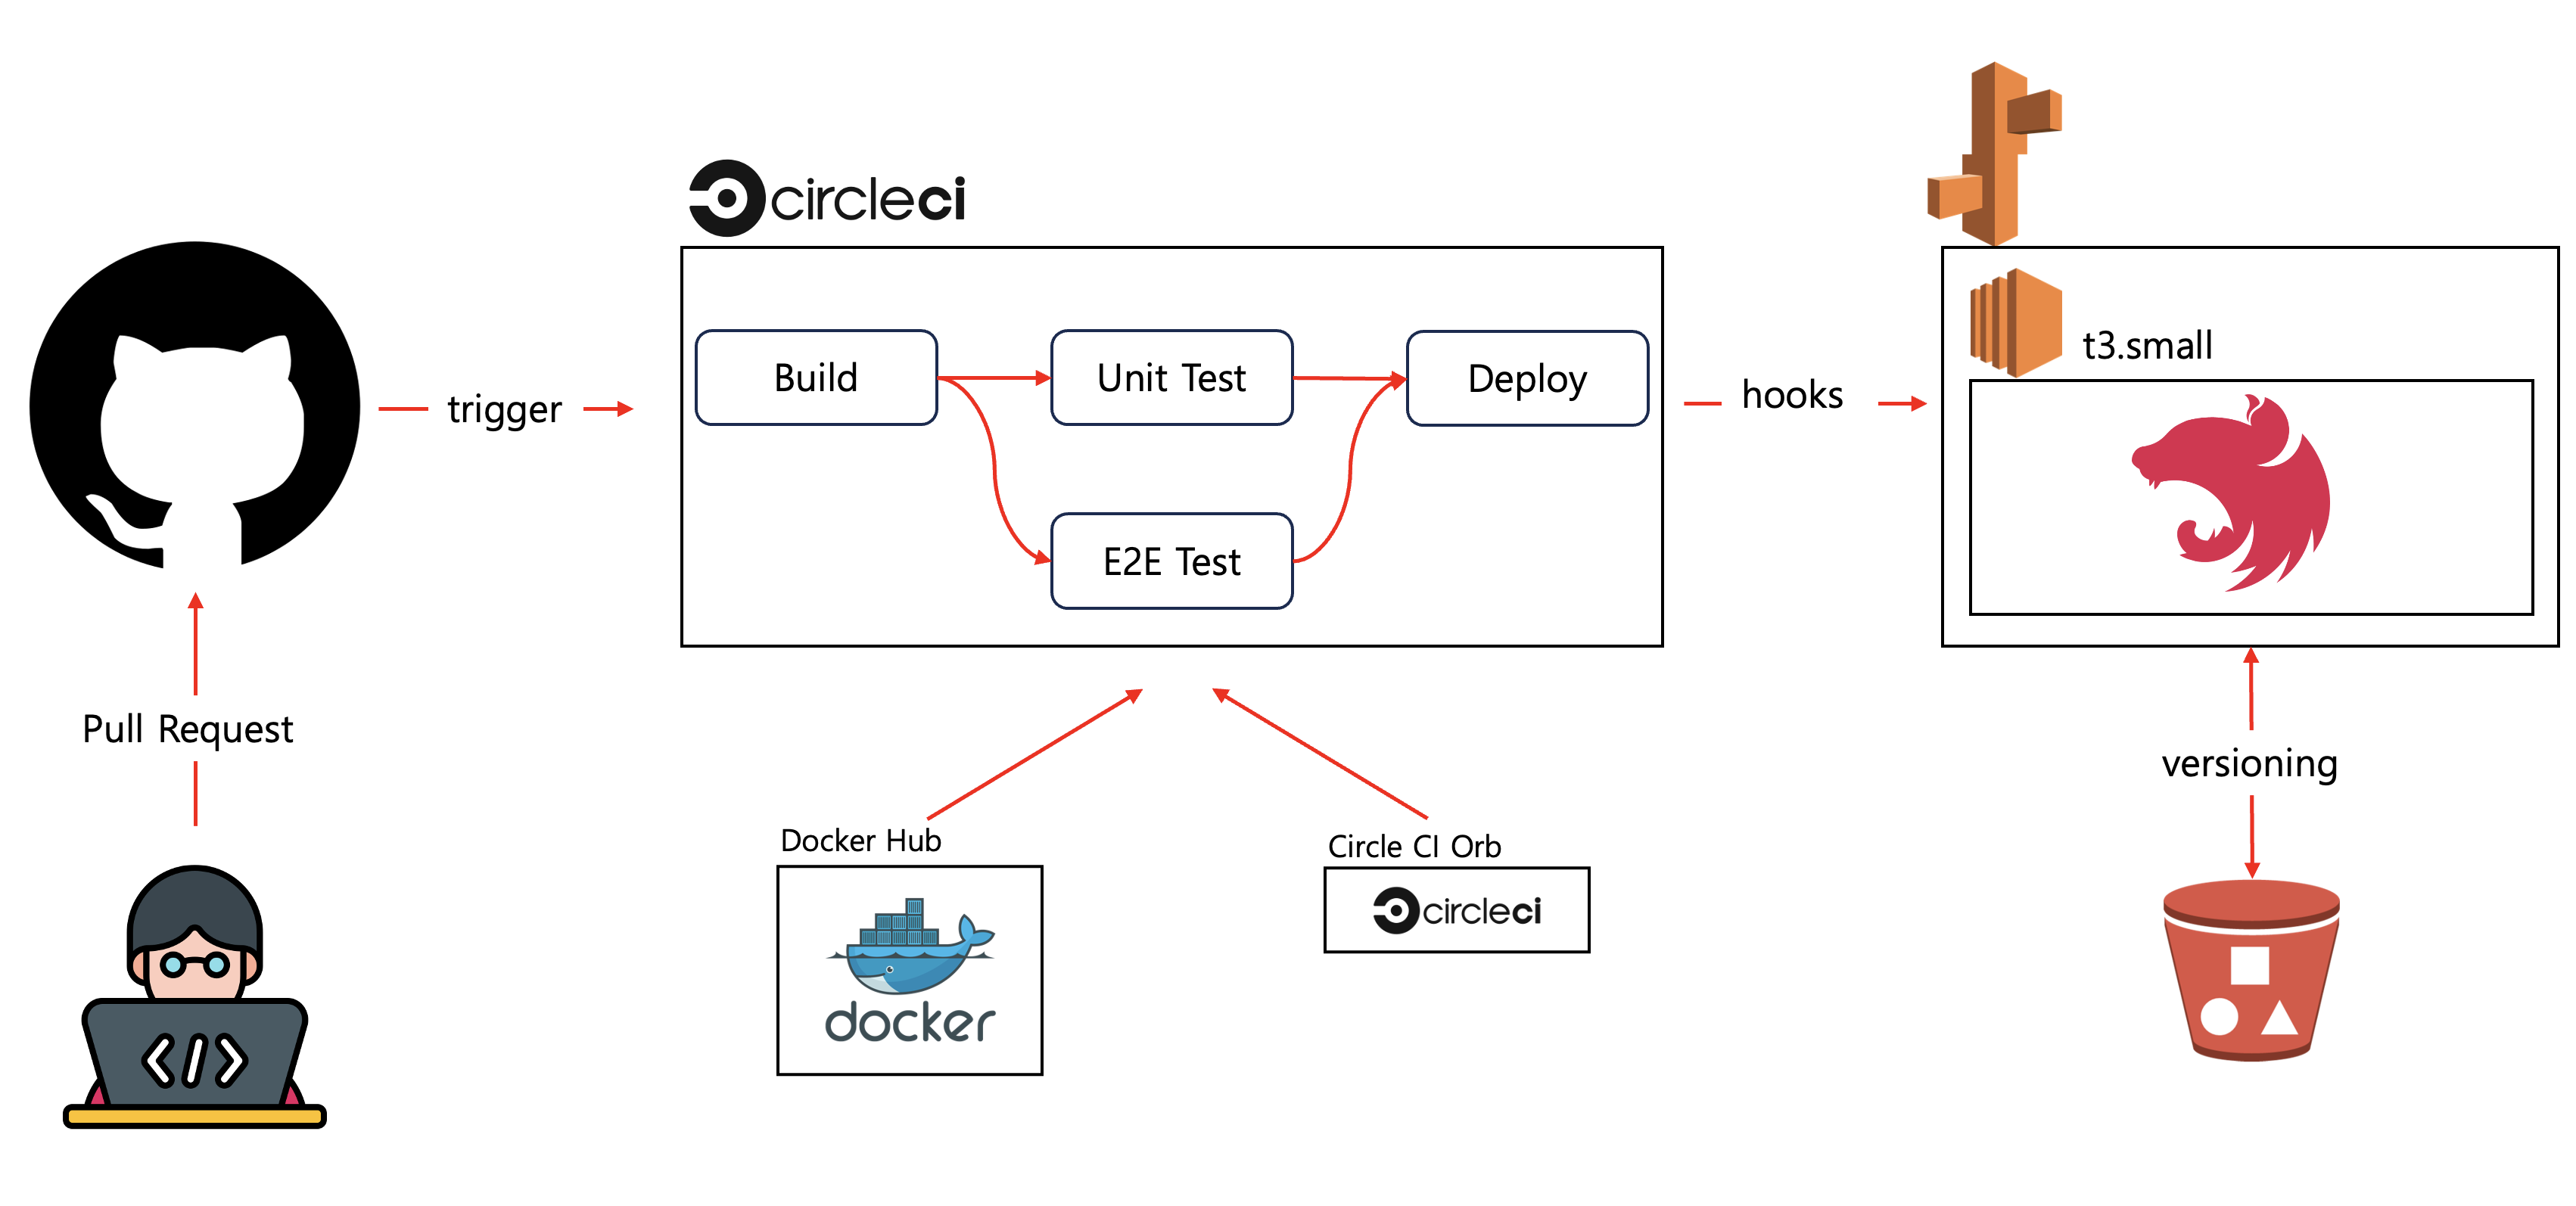 circleci
Build
Unit Test
Deploy
E2E Test
trigger
hooks
t3.small
Pull Request
versioning
Docker Hub
docker
Circle CI Orb
circleci
</>